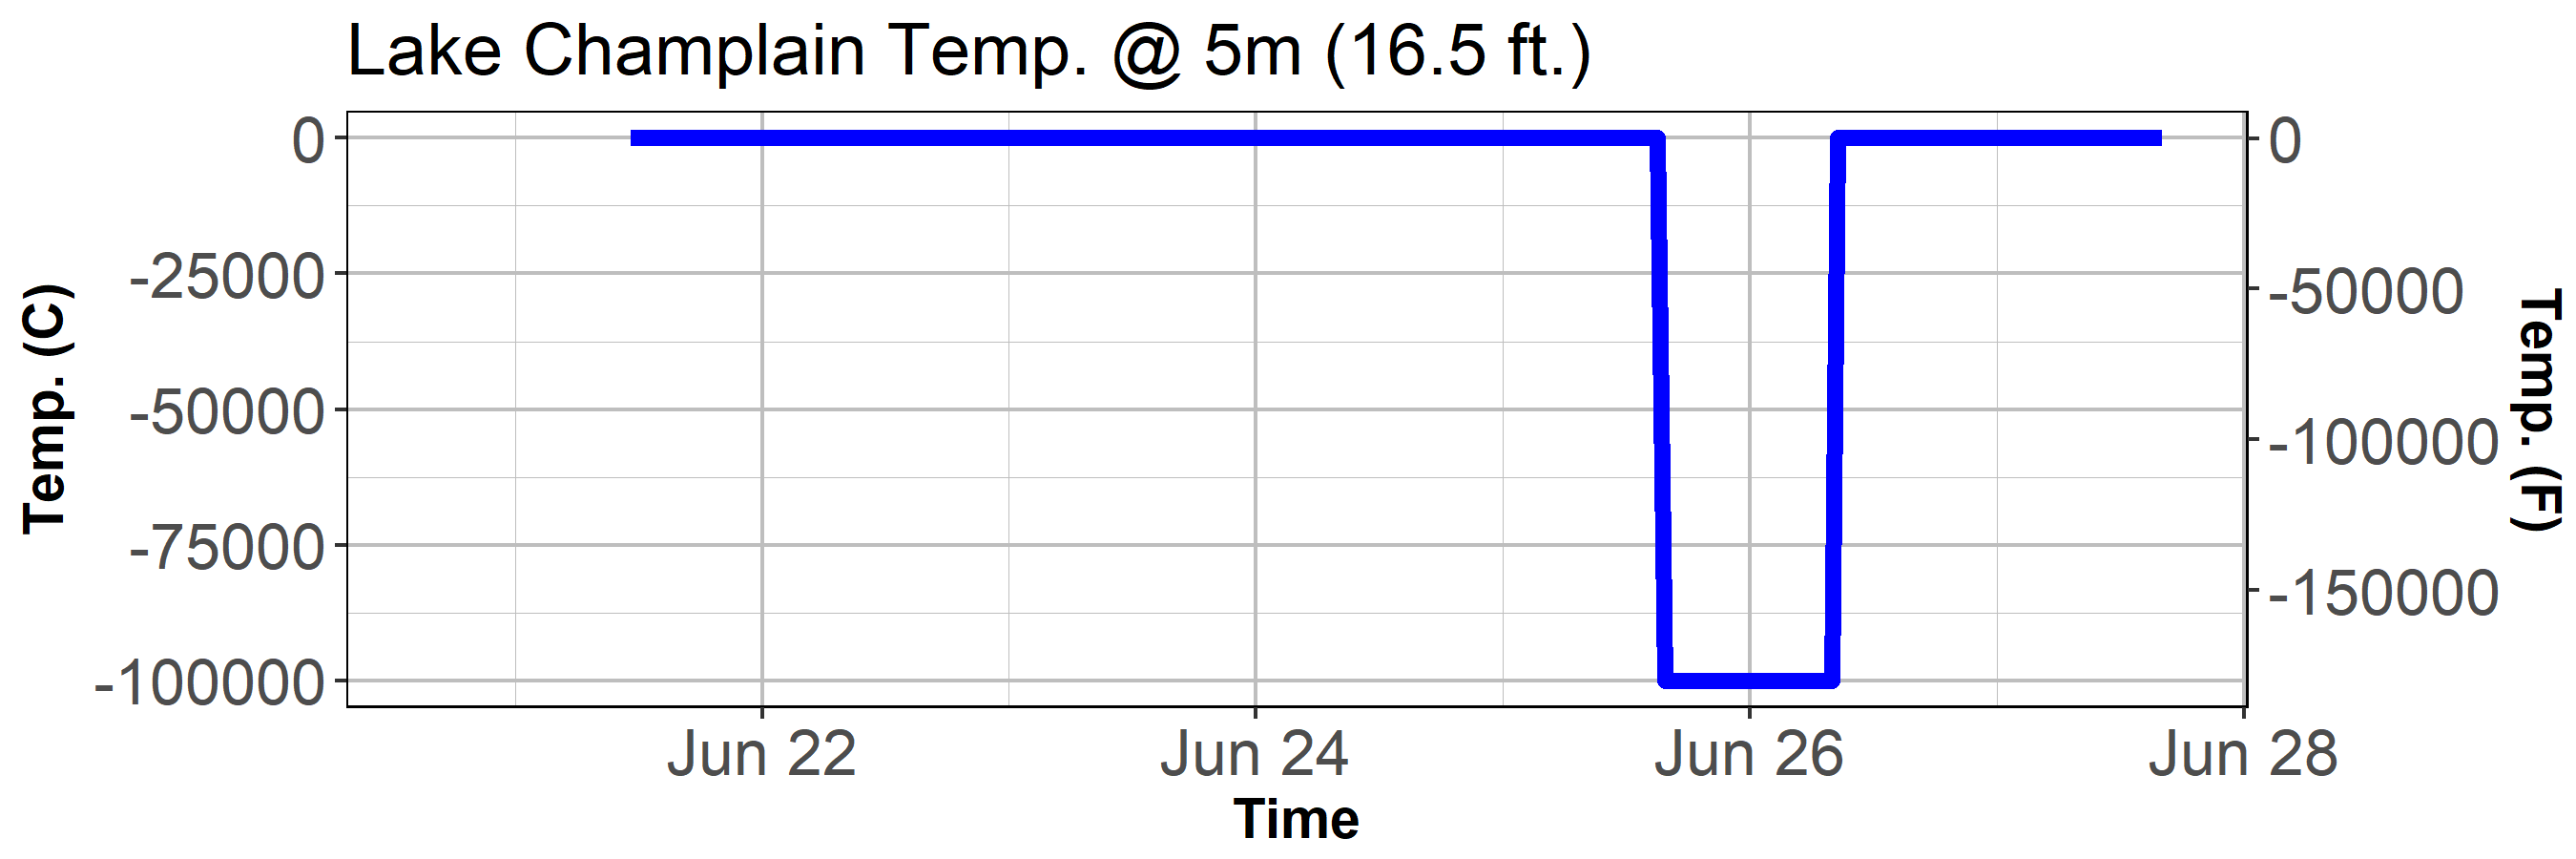 Lake Champlain Temp. @ 5m (16.5 ft.)
Temp. (C)
0
-25000
-50000
-75000
-100000
0
-50000
-100000
-150000
Temp. (F)
Jun 22 Jun 24 Jun 26 Jun 28
Time